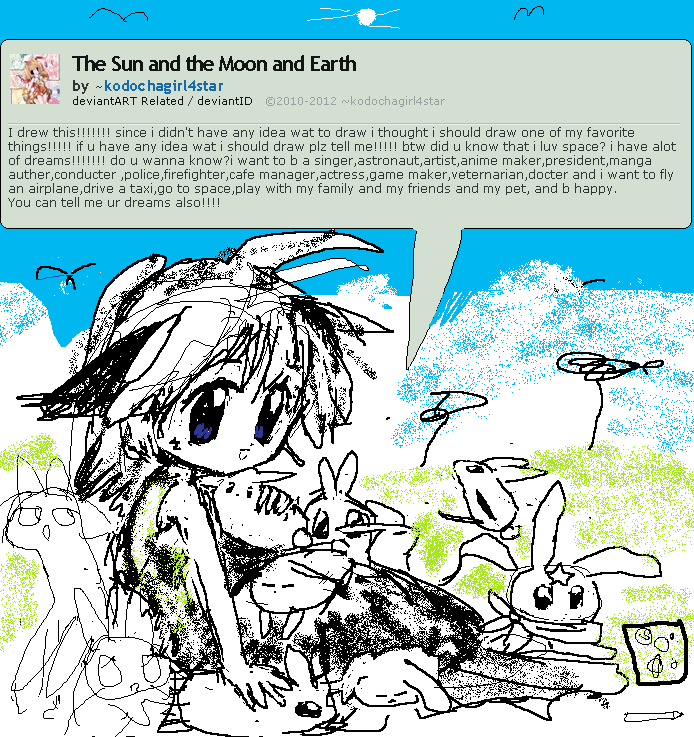 The Sun and the Moon and Earth
by ~kodochagirl4star
deviantART Related / deviantID ©2010-2012 ~kodochagirl4star
I drew this!!!!!!! since i didn't have any idea wat to draw i thought i should draw one of my favorite
things!!!!! if u have any idea wat i should draw plz tell me!!!!! btw did u know that i luv space? i have alot
of dreams!!!!!!! do u wanna know?i want to b a singer,astronaut,artist,anime maker,president,manga
auther,conducter ,police,firefighter,cafe manager,actress,game maker,veternarian,docter and i want to fly
an airplane,drive a taxi,go to space,play with my family and my friends and my pet, and b happy.
You can tell me ur dreams also!!!!